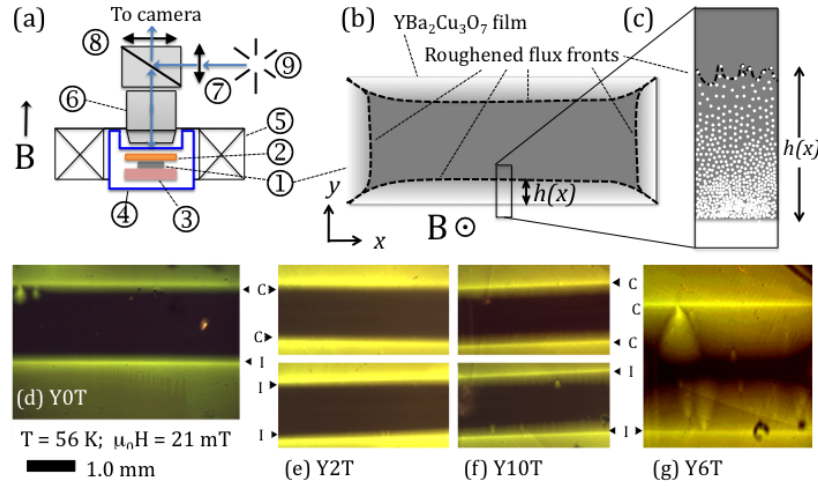 (a)
To camera
⑧
⑨
⑦
⑥
⑤
B
②
①
④
③
(b)
YBa₂Cu₃O₇ film
Roughened flux fronts
y
x
B ⊙
h(x)
(c)
h(x)
C
I
(d) Y0T
T = 56 K; μ₀H = 21 mT
1.0 mm
C
C
I
I
(e) Y2T
C
C
I
I
(f) Y10T
C
I
(g) Y6T